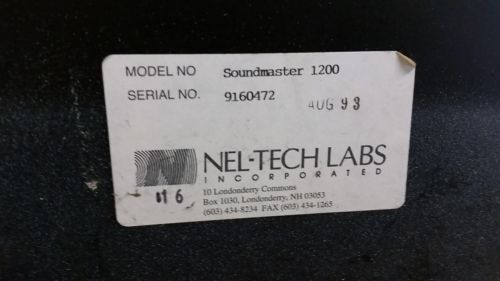 MODEL NO Soundmaster 1200
SERIAL NO. 9160472
AUG 93
N
NEL-TECH LABS
INCORPORATED
10 Londonderry Commons
Box 1030, Londonderry, NH 03053
(603) 434-8234 FAX (603) 434-1265